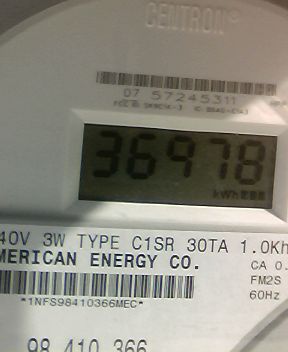 CENTRON®
07 57245311
36978
kWh
40V 3W TYPE C1SR 30TA 1.0Kh
MERICAN ENERGY CO.
CA 0.
FM2S
60Hz
*1NFS98410366MEC*
98 410 366